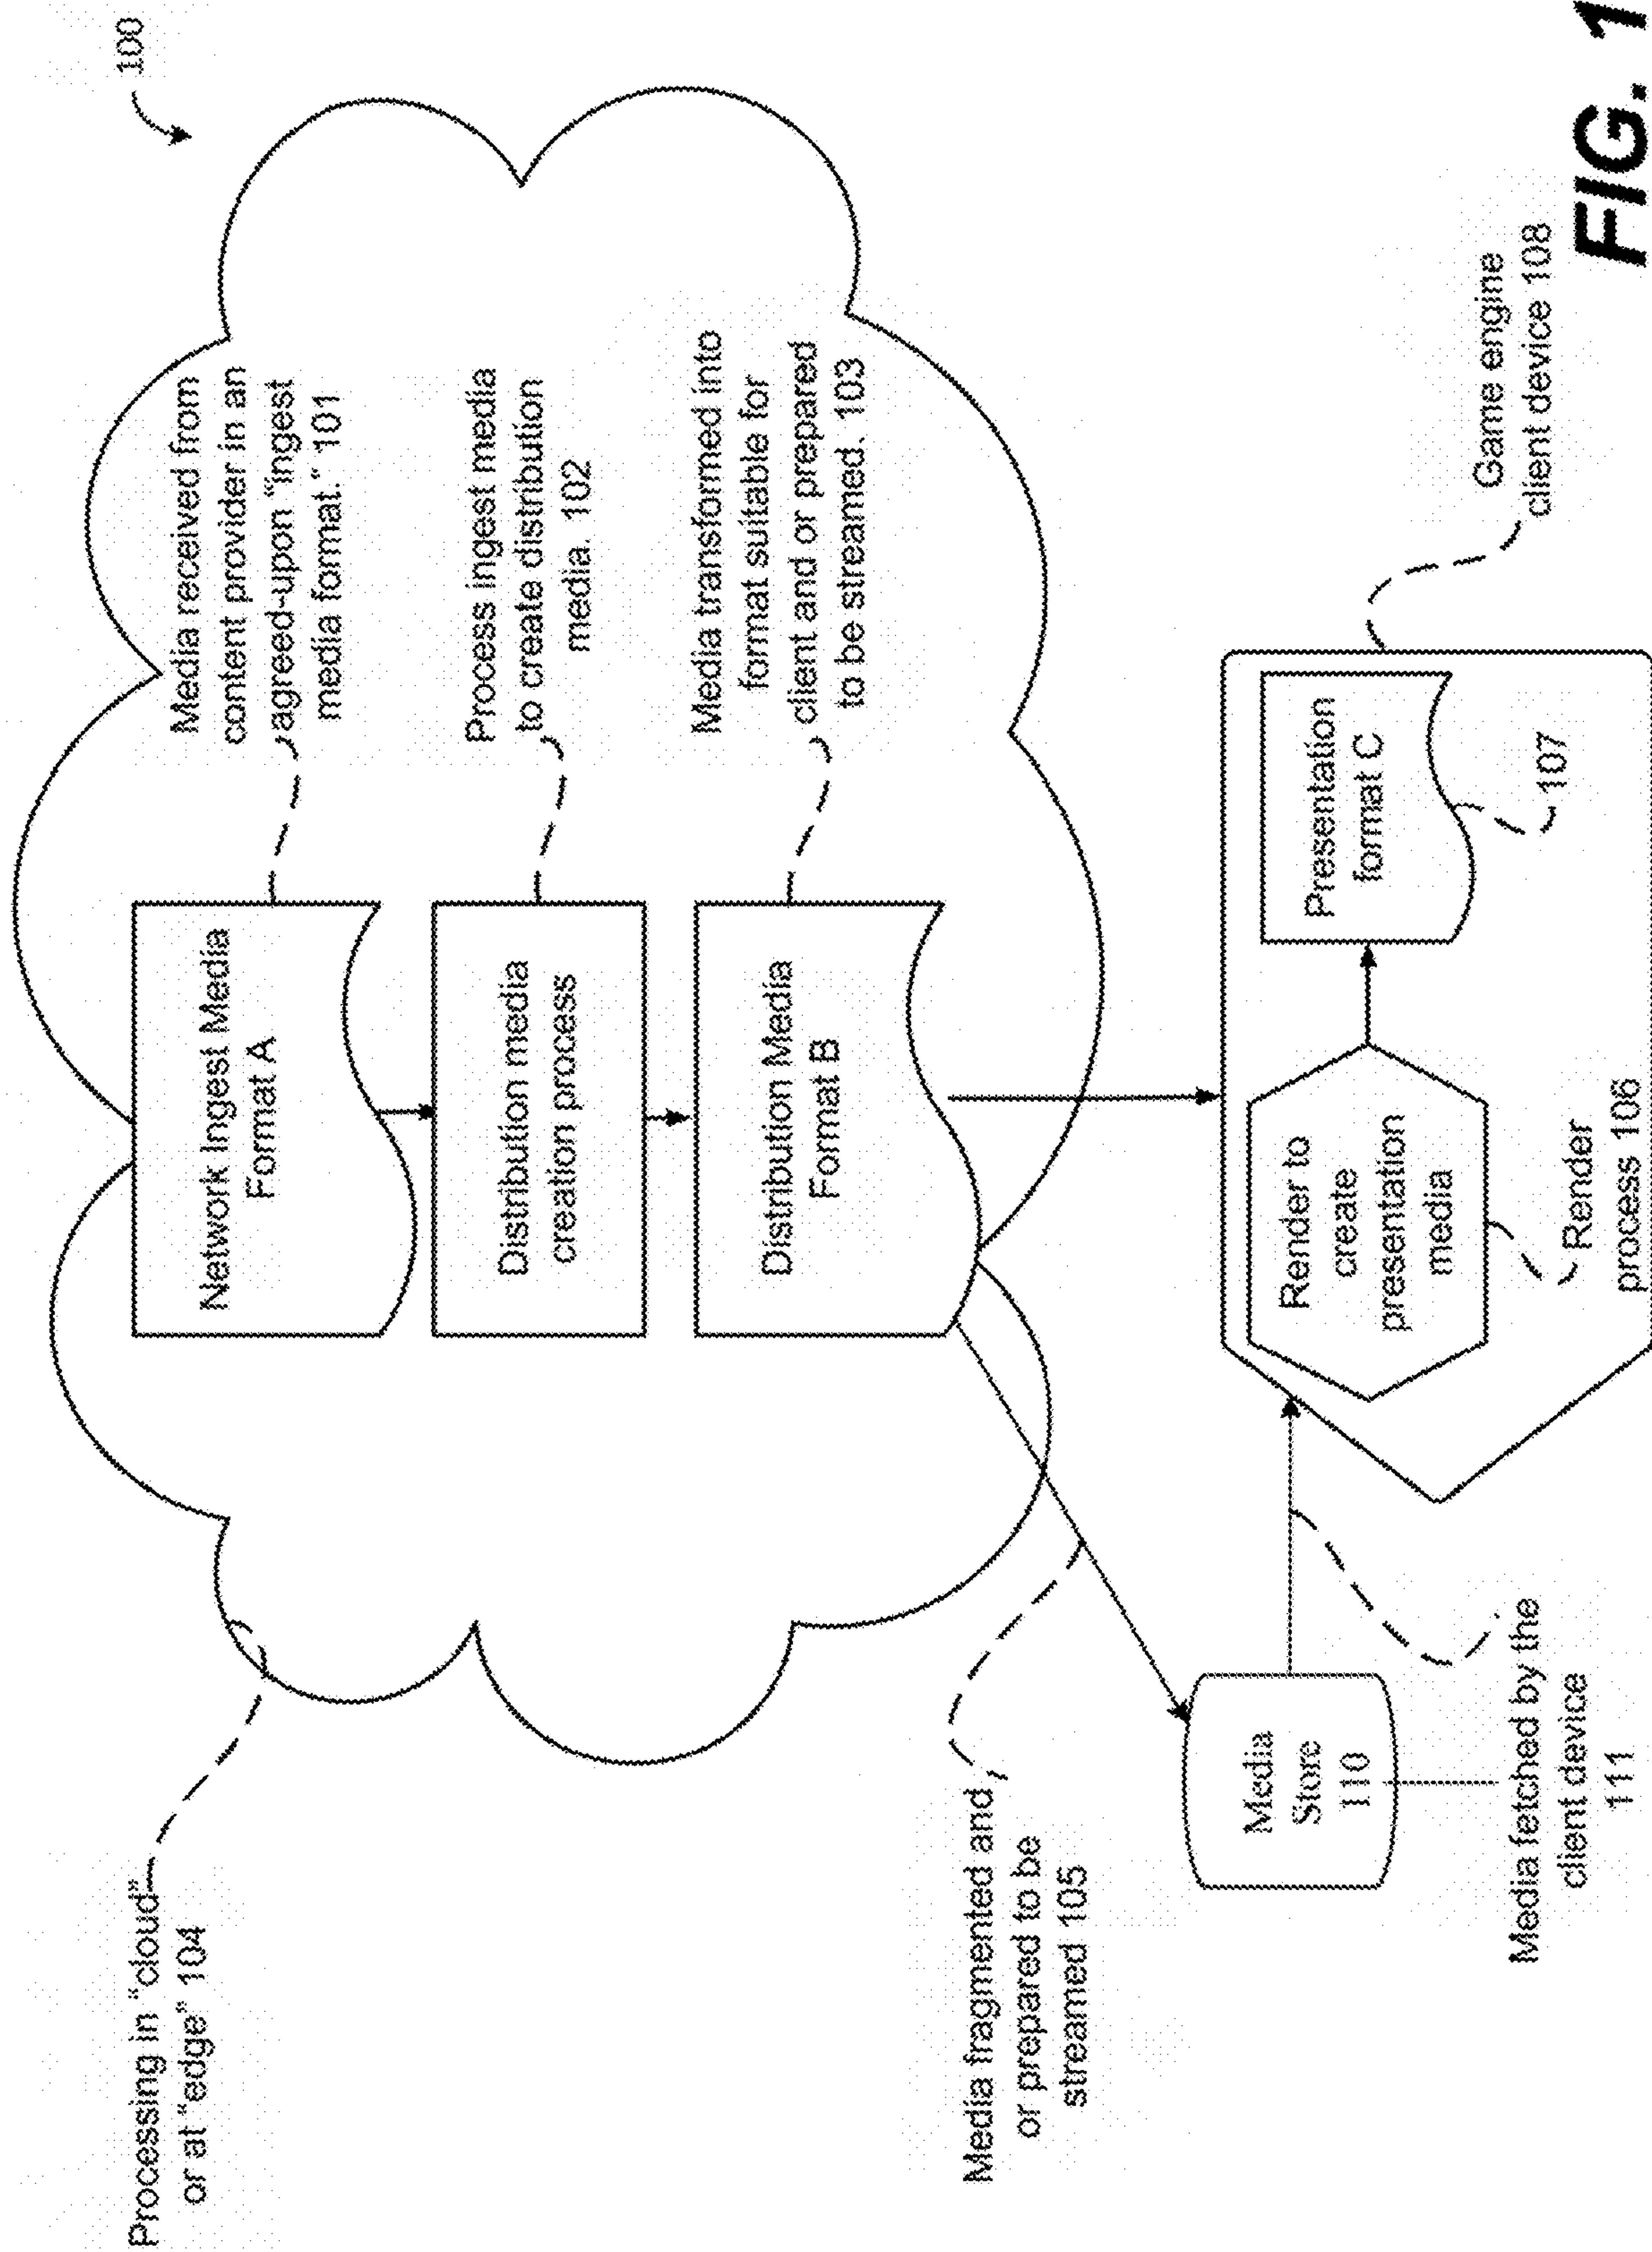 100
Processing in "cloud"
or at "edge" 104
Network Ingest Media
Format A
Media received from
content provider in an
agreed-upon "ingest
media format." 101
Distribution media
creation process
Process ingest media
to create distribution
media. 102
Distribution Media
Format B
Media transformed into
format suitable for
client and or prepared
to be streamed. 103
Media fragmented and
or prepared to be
streamed 105
Media
Store
110
Media fetched by the
client device
111
Render to
create
presentation
media
Render
process 106
Presentation
format C
107
Game engine
client device 108
FIG. 1